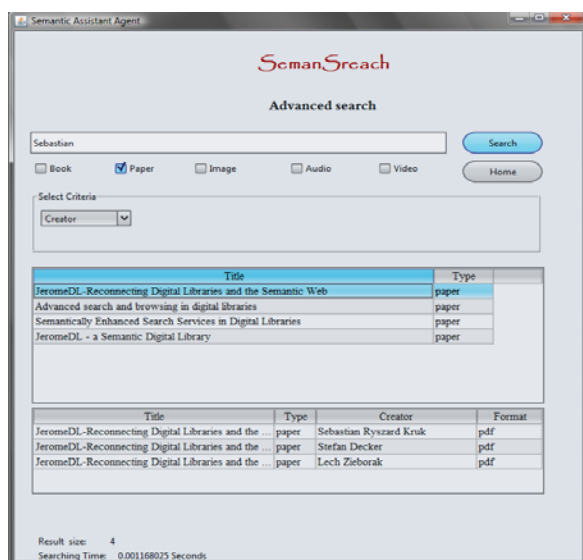 Semantic Assistant Agent
SemanSreach
Advanced search
Sebastian
Search
Book Paper Image Audio Video
Home
Select Criteria
Creator
Title Type
JeromeDL-Reconnecting Digital Libraries and the Semantic Web paper
Advanced search and browsing in digital libraries paper
Semantically Enhanced Search Services in Digital Libraries paper
JeromeDL - a Semantic Digital Library paper
Title Type Creator Format
JeromeDL-Reconnecting Digital Libraries and the ... paper Sebastian Ryszard Kruk pdf
JeromeDL-Reconnecting Digital Libraries and the ... paper Stefan Decker pdf
JeromeDL-Reconnecting Digital Libraries and the ... paper Lech Zieborak pdf
Result size: 4
Searching Time: 0.001168025 Seconds